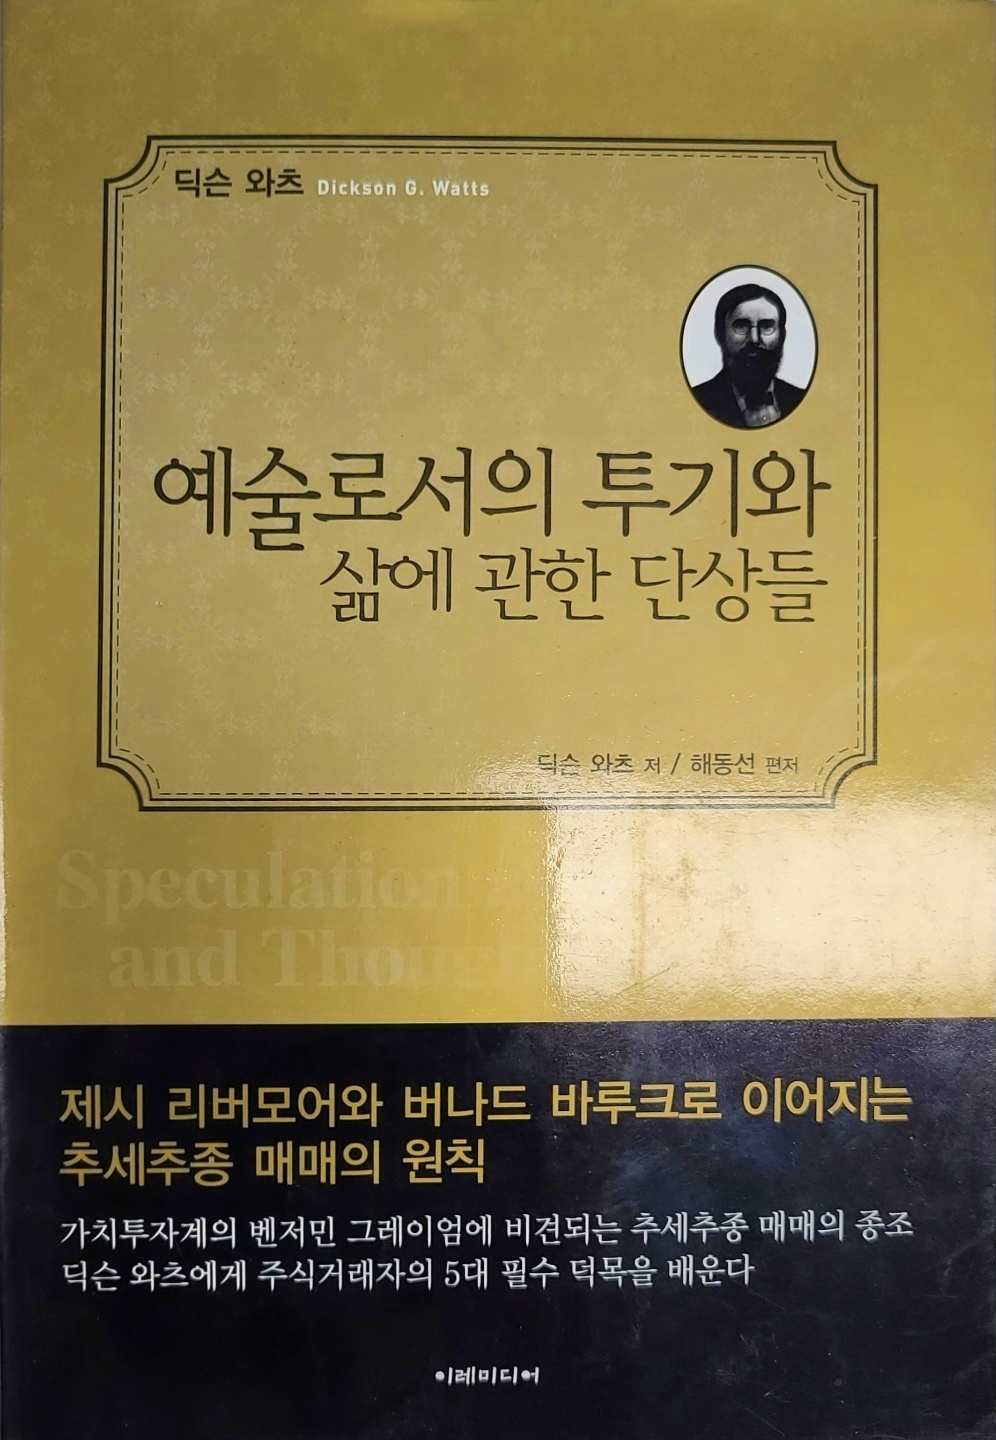 딕슨 와츠 Dickson G. Watts
예술로서의 투기와
삶에 관한 단상들
딕슨 와츠 저 / 해동선 편저
Speculation
and Thoug
제시 리버모어와 버나드 바루크로 이어지는
추세추종 매매의 원칙
가치투자계의 벤저민 그레이엄에 비견되는 추세추종 매매의 종조
딕슨 와츠에게 주식거래자의 5대 필수 덕목을 배운다
이레미디어